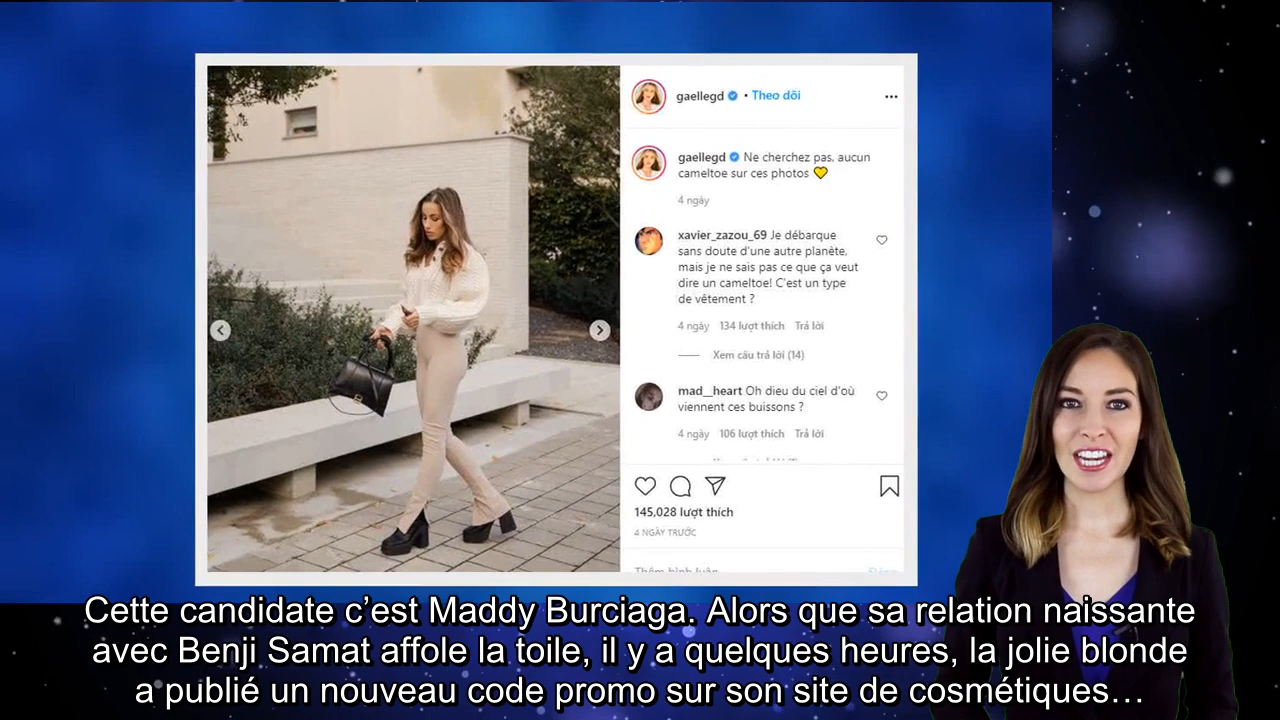 gaellegd • Theo dõi
gaellegd Ne cherchez pas, aucun
cameltoe sur ces photos 💛
4 ngày
xavier_zazou_69 Je débarque
sans doute d'une autre planète,
mais je ne sais pas ce que ça veut
dire un cameltoe! C'est un type
de vêtement ?
4 ngày 134 lượt thích Trả lời
Xem câu trả lời (14)
mad__heart Oh dieu du ciel d'où
viennent ces buissons ?
4 ngày 106 lượt thích Trả lời
145,028 lượt thích
4 NGÀY TRƯỚC
Thêm bình luận
Cette candidate c’est Maddy Burciaga. Alors que sa relation naissante
avec Benji Samat affole la toile, il y a quelques heures, la jolie blonde
a publié un nouveau code promo sur son site de cosmétiques…